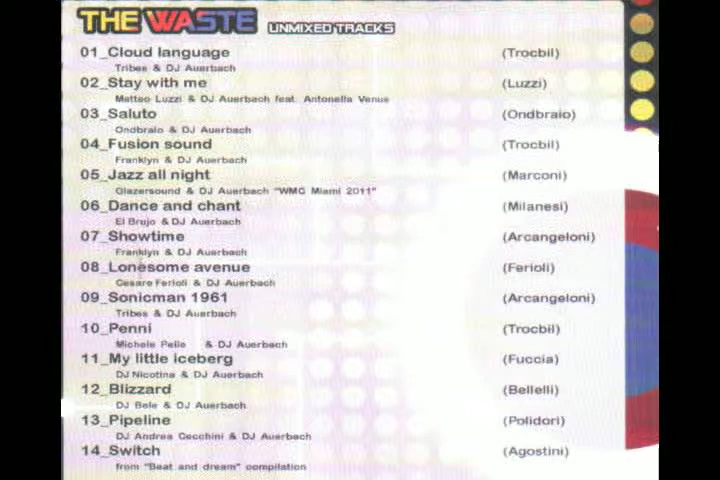 THE WASTE UNMIXED TRACKS
01_Cloud language (Trocbil)
Tribes & DJ Auerbach
02_Stay with me (Luzzi)
Matteo Luzzi & DJ Auerbach feat. Antonella Venus
03_Saluto (Ondbraio)
Ondbraio & DJ Auerbach
04_Fusion sound (Trocbil)
Franklyn & DJ Auerbach
05_Jazz all night (Marconi)
Glazersound & DJ Auerbach "WMC Miami 2011"
06_Dance and chant (Milanesi)
El Brujo & DJ Auerbach
07_Showtime (Arcangeloni)
Franklyn & DJ Auerbach
08_Lonesome avenue (Ferioli)
Cesare Ferioli & DJ Auerbach
09_Sonicman 1961 (Arcangeloni)
Tribes & DJ Auerbach
10_Penni (Trocbil)
Michele Pelle & DJ Auerbach
11_My little iceberg (Fuccia)
DJ Nicotina & DJ Auerbach
12_Blizzard (Bellelli)
DJ Bele & DJ Auerbach
13_Pipeline (Polidori)
DJ Andrea Cecchini & DJ Auerbach
14_Switch (Agostini)
from "Beat and dream" compilation